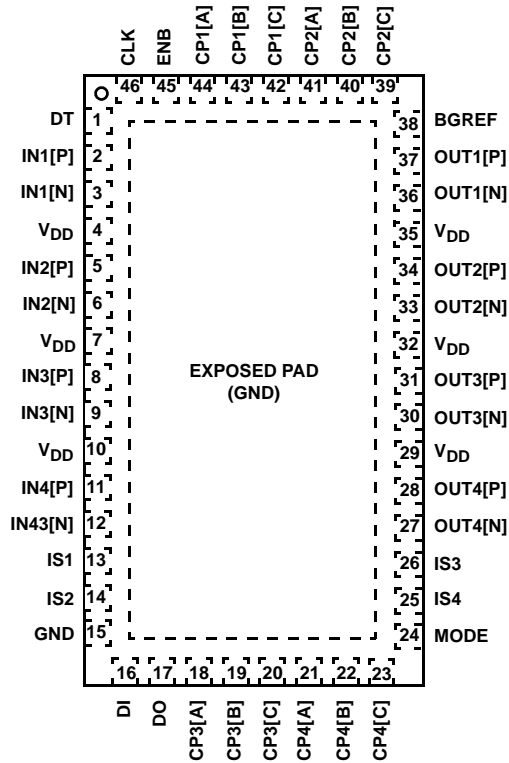 CLK ENB CP1[A] CP1[B] CP1[C] CP2[A] CP2[B] CP2[C]
46 45 44 43 42 41 40 39
DT 1 38 BGREF
IN1[P] 2 37 OUT1[P]
IN1[N] 3 36 OUT1[N]
VDD 4 35 VDD
IN2[P] 5 34 OUT2[P]
IN2[N] 6 33 OUT2[N]
VDD 7 32 VDD
IN3[P] 8 EXPOSED PAD 31 OUT3[P]
(GND)
IN3[N] 9 30 OUT3[N]
VDD 10 29 VDD
IN4[P] 11 28 OUT4[P]
IN43[N] 12 27 OUT4[N]
IS1 13 26 IS3
IS2 14 25 IS4
GND 15 24 MODE
16 17 18 19 20 21 22 23
DI DO CP3[A] CP3[B] CP3[C] CP4[A] CP4[B] CP4[C]